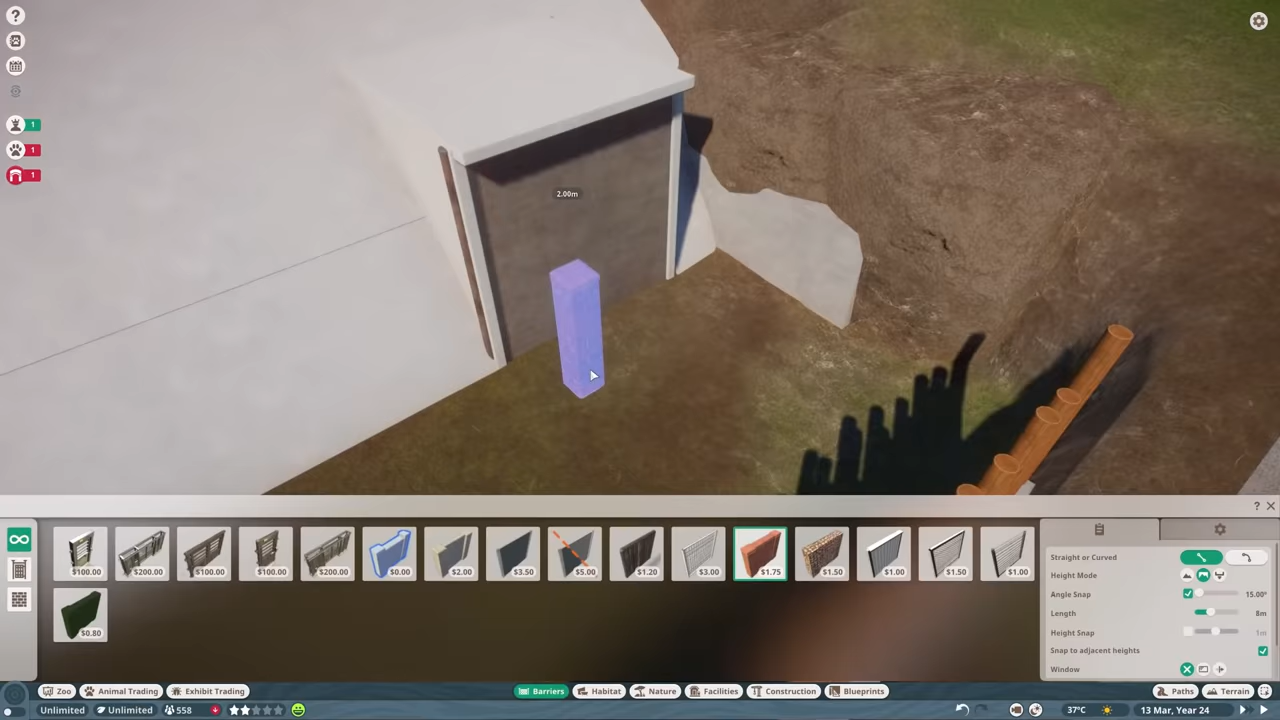 ?
1
1
1
2.00m
? ×
$100.00 $200.00 $100.00 $100.00 $200.00 $0.00 $2.00 $3.50 $5.00 $1.20 $3.00 $1.75 $1.50 $1.00 $1.50 $1.00
$0.80
Straight or Curved
Height Mode
Angle Snap 15.00°
Length 8m
Height Snap 1m
Snap to adjacent heights
Window
Zoo Animal Trading Exhibit Trading Barriers Habitat Nature Facilities Construction Blueprints Paths Terrain
Unlimited Unlimited 558 37°C 13 Mar, Year 24